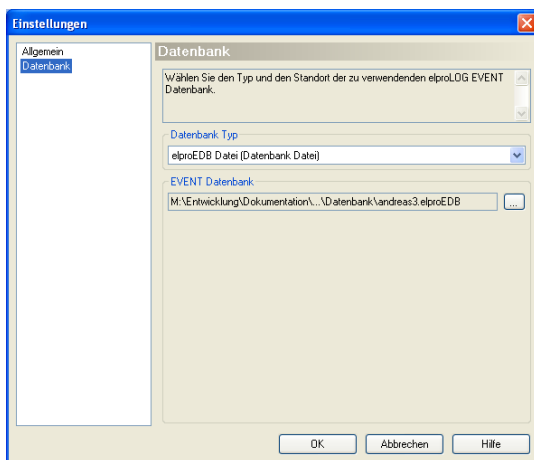 Einstellungen
Allgemein
Datenbank
Datenbank
Wählen Sie den Typ und den Standort der zu verwendenden elproLOG EVENT
Datenbank.
Datenbank Typ
elproEDB Datei (Datenbank Datei)
EVENT Datenbank
M:\Entwicklung\Dokumentation\...\Datenbank\andreas3.elproEDB
...
OK
Abbrechen
Hilfe